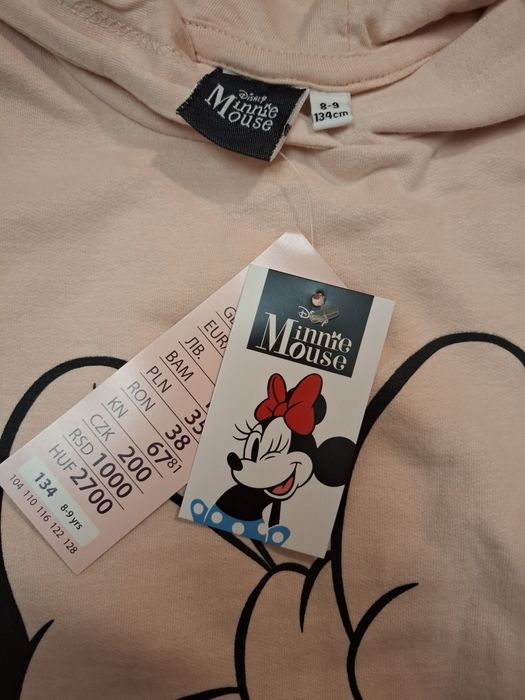 Disney
Minnie
Mouse
8-9
134cm
EUR
ЛВ.
BAM
PLN 35
RON 38
KN 67 81
CZK 200
RSD 1000
HUF 2700
134 8-9 yrs
104 110 116 122 128
Disney
Minnie
Mouse